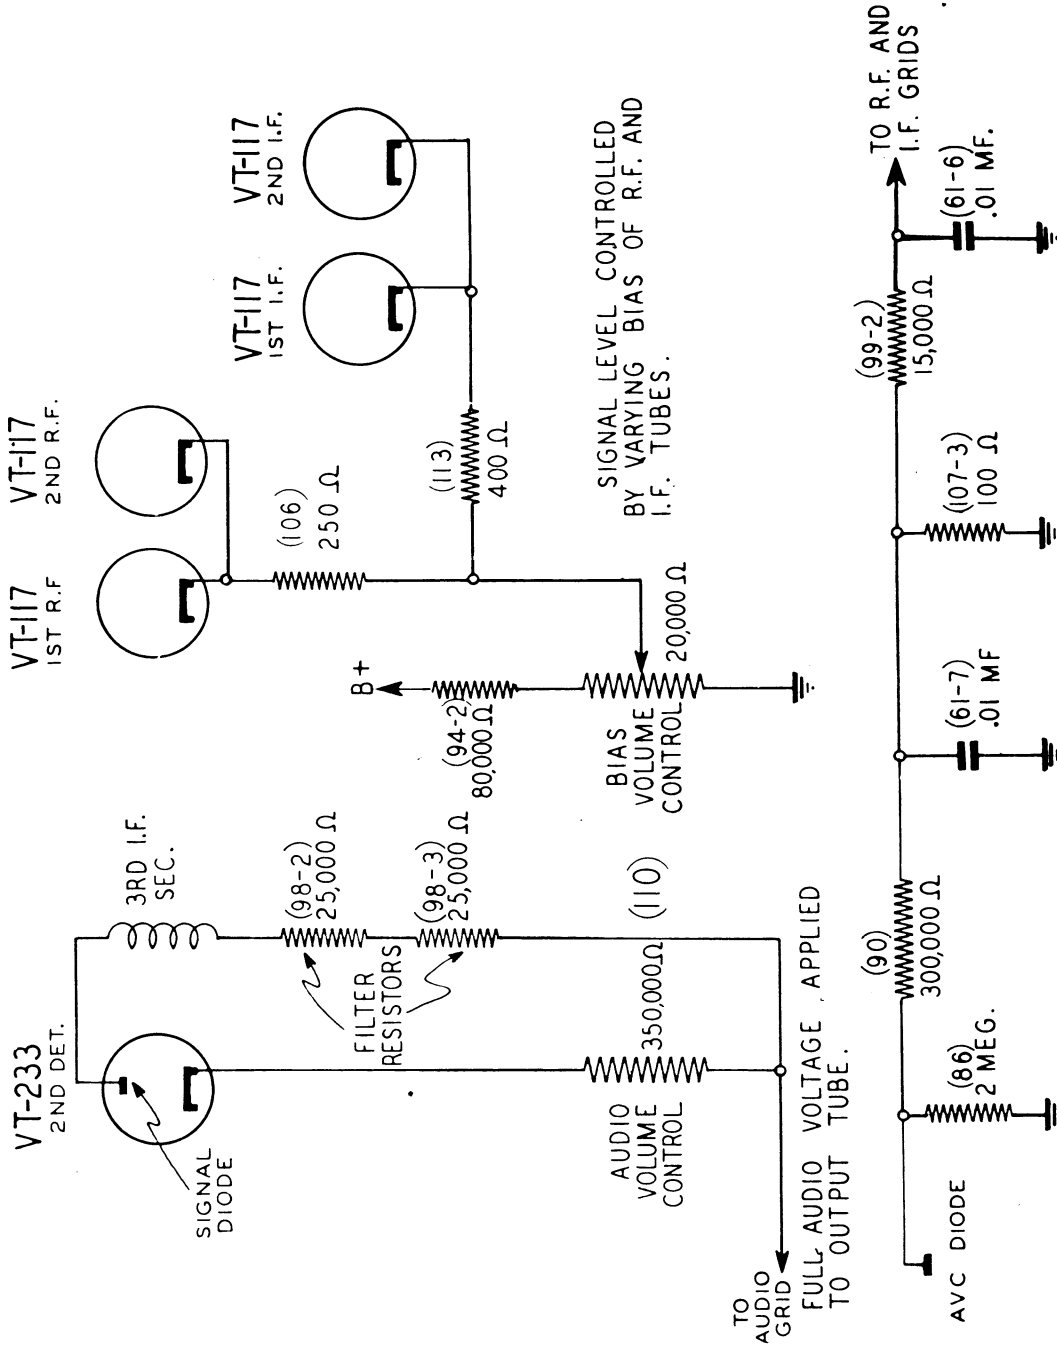 VT-233
2ND DET.
SIGNAL
DIODE
3RD I.F.
SEC.
(98-2)
25,000 Ω
FILTER
RESISTORS
(98-3)
25,000 Ω
AUDIO
VOLUME
CONTROL
350,000Ω
(110)
TO
AUDIO
GRID
FULL AUDIO VOLTAGE APPLIED
TO OUTPUT TUBE.
VT-117
1ST R.F
VT-117
2ND R.F.
VT-117
1ST I.F.
VT-117
2ND I.F.
(106)
250 Ω
(113)
400 Ω
B+
(94-2)
80,000Ω
BIAS
VOLUME
CONTROL
20,000 Ω
SIGNAL LEVEL CONTROLLED
BY VARYING BIAS OF R.F. AND
I.F. TUBES.
AVC DIODE
(86)
2 MEG.
(90)
300,000 Ω
(61-7)
.01 MF
(107-3)
100 Ω
(99-2)
15,000 Ω
(61-6)
.01 MF.
TO R.F. AND
I.F. GRIDS